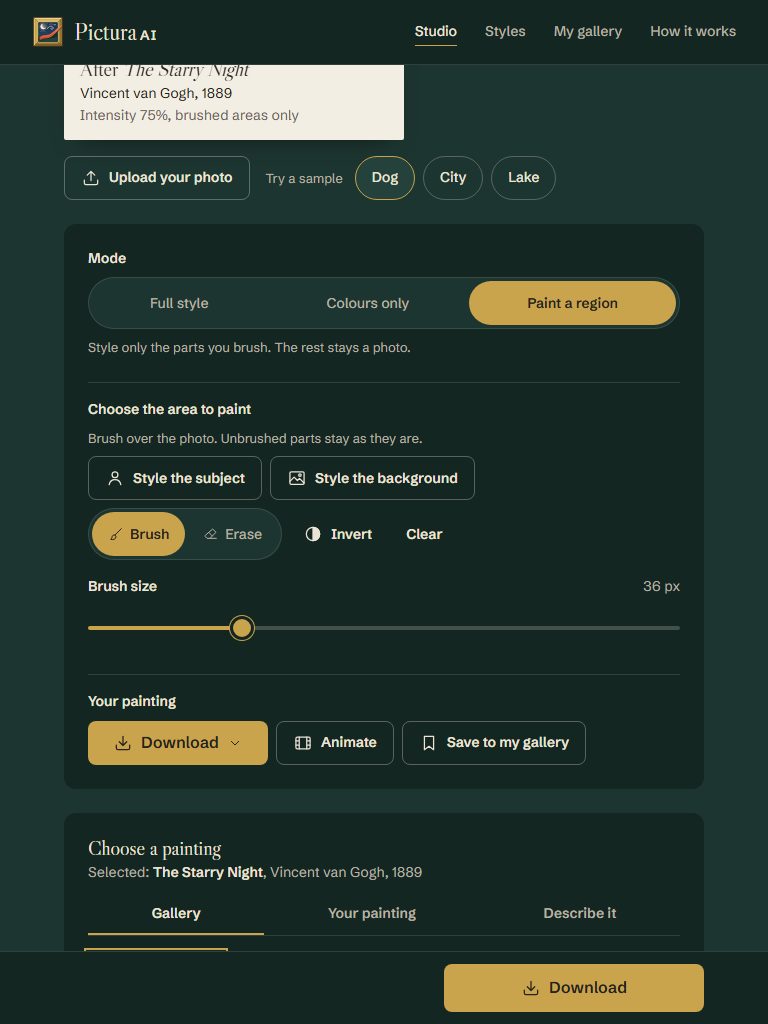 Pictura AI
Studio
Styles
My gallery
How it works
After The Starry Night
Vincent van Gogh, 1889
Intensity 75%, brushed areas only
Upload your photo
Try a sample
Dog
City
Lake
Mode
Full style
Colours only
Paint a region
Style only the parts you brush. The rest stays a photo.
Choose the area to paint
Brush over the photo. Unbrushed parts stay as they are.
Style the subject
Style the background
Brush
Erase
Invert
Clear
Brush size
36 px
Your painting
Download
Animate
Save to my gallery
Choose a painting
Selected: The Starry Night, Vincent van Gogh, 1889
Gallery
Your painting
Describe it
Download